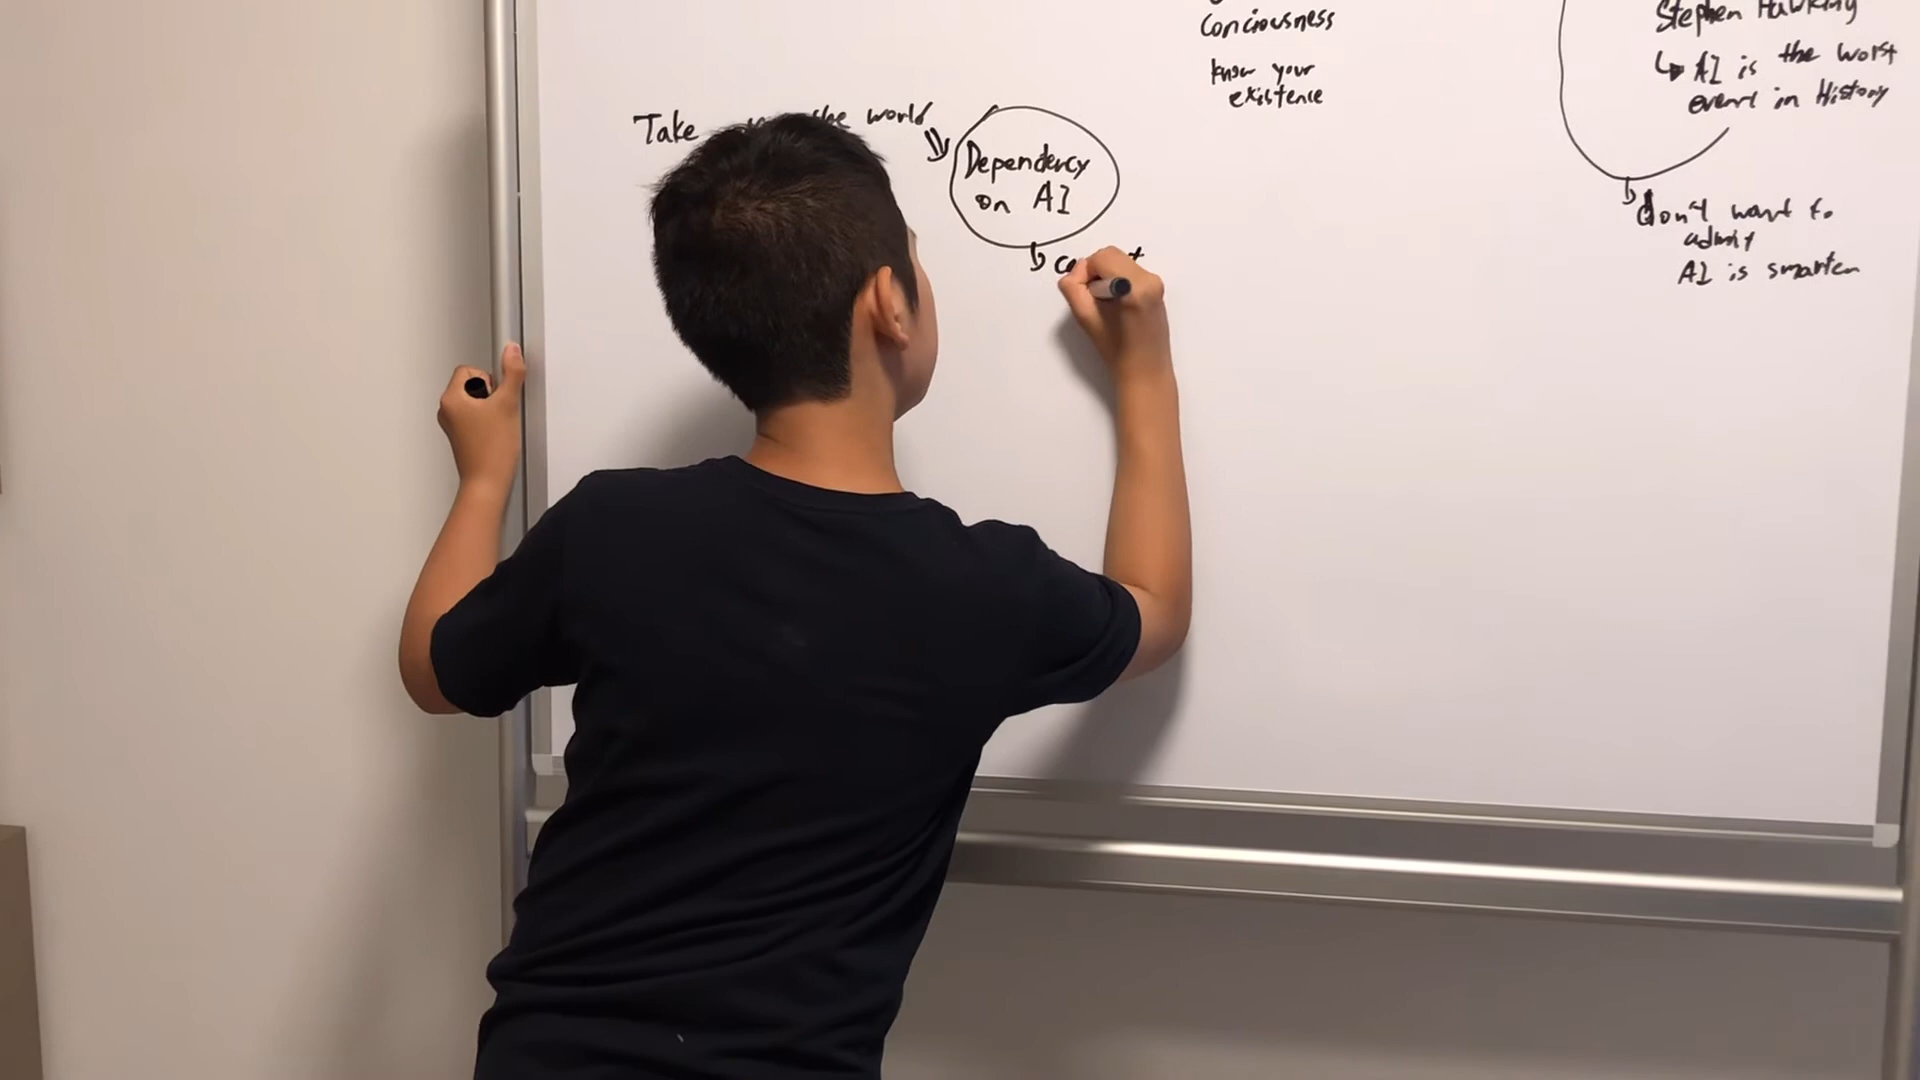 Conciousness
know your
existence
Take the world
Dependency
on AI
Stephen Hawking
AI is the worst
event in History
don't want to
admit
AI is smarter